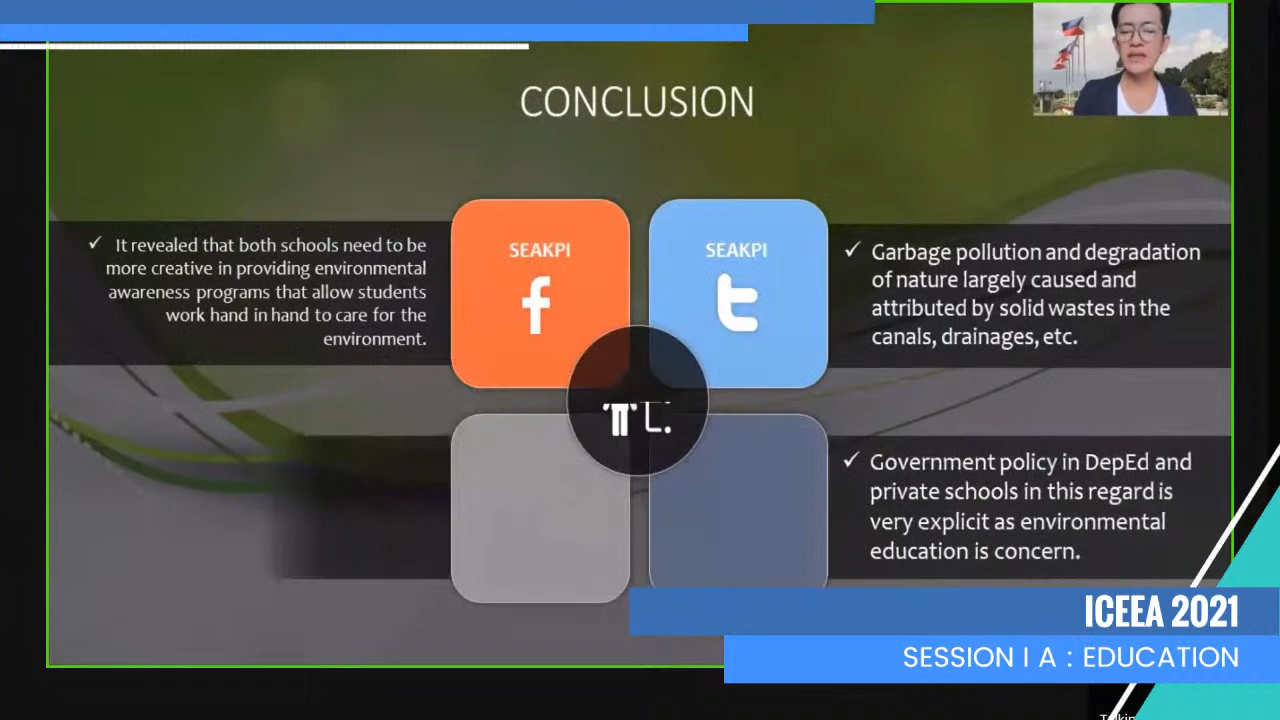 CONCLUSION
✓ It revealed that both schools need to be
more creative in providing environmental
awareness programs that allow students
work hand in hand to care for the
environment.
SEAKPI
f
SEAKPI
t
✓ Garbage pollution and degradation
of nature largely caused and
attributed by solid wastes in the
canals, drainages, etc.
✓ Government policy in DepEd and
private schools in this regard is
very explicit as environmental
education is concern.
ICEEA 2021
SESSION I A : EDUCATION